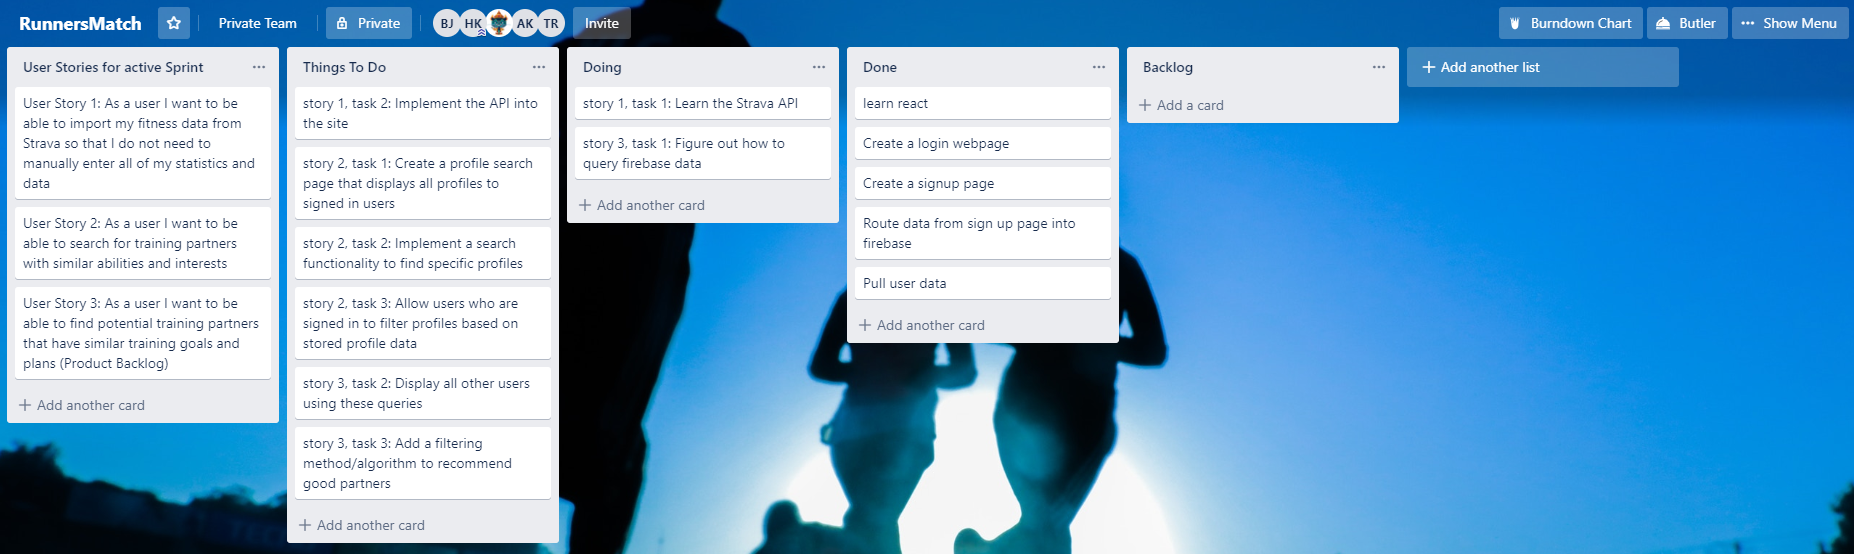 RunnersMatch
Private Team
Private
BJ
HK
AK
TR
Invite
Burndown Chart
Butler
Show Menu
User Stories for active Sprint
User Story 1: As a user I want to be
able to import my fitness data from
Strava so that I do not need to
manually enter all of my statistics and
data
User Story 2: As a user I want to be
able to search for training partners
with similar abilities and interests
User Story 3: As a user I want to be
able to find potential training partners
that have similar training goals and
plans (Product Backlog)
+ Add another card
Things To Do
story 1, task 2: Implement the API into
the site
story 2, task 1: Create a profile search
page that displays all profiles to
signed in users
story 2, task 2: Implement a search
functionality to find specific profiles
story 2, task 3: Allow users who are
signed in to filter profiles based on
stored profile data
story 3, task 2: Display all other users
using these queries
story 3, task 3: Add a filtering
method/algorithm to recommend
good partners
+ Add another card
Doing
story 1, task 1: Learn the Strava API
story 3, task 1: Figure out how to
query firebase data
+ Add another card
Done
learn react
Create a login webpage
Create a signup page
Route data from sign up page into
firebase
Pull user data
+ Add another card
Backlog
+ Add a card
+ Add another list